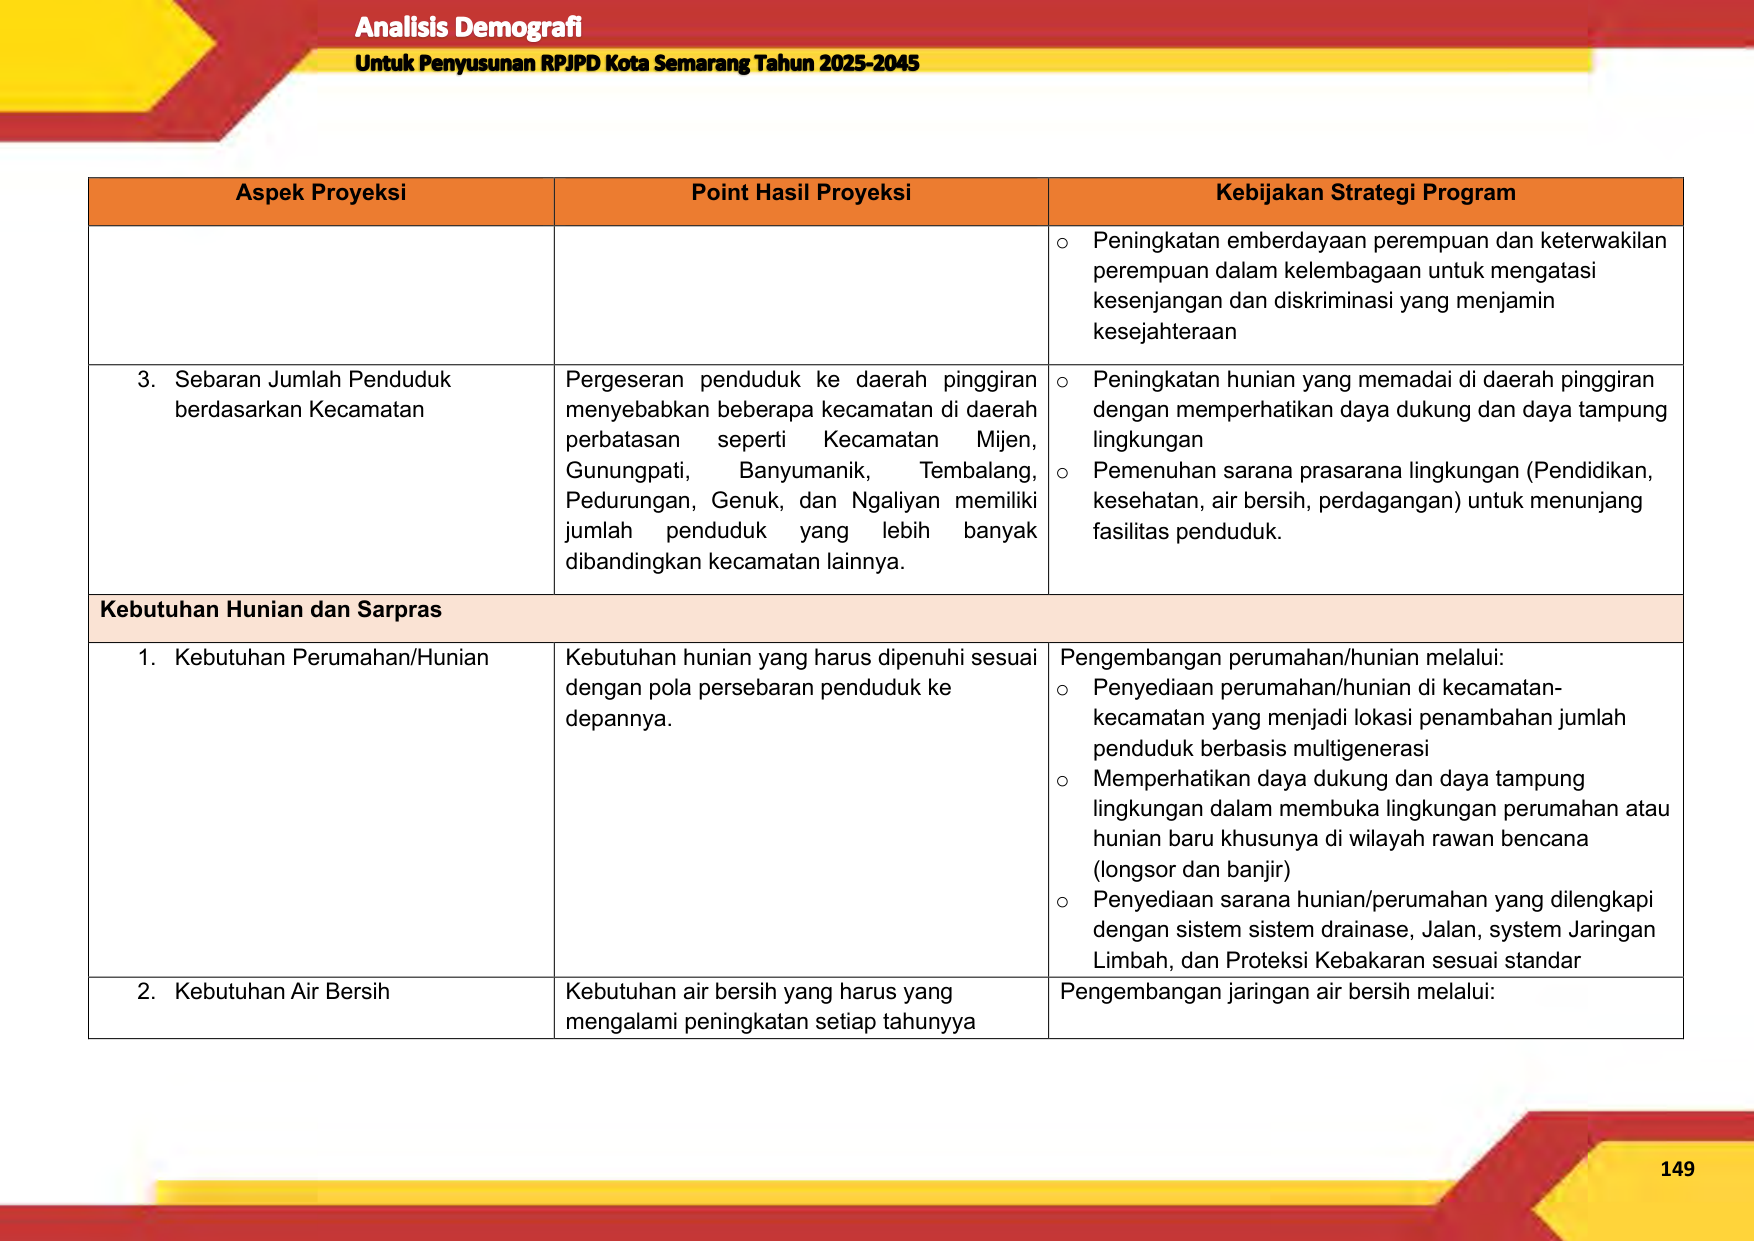 Analisis Demografi
Untuk Penyusunan RPJPD Kota Semarang Tahun 2025-2045
Aspek Proyeksi
Point Hasil Proyeksi
Kebijakan Strategi Program
○ Peningkatan emberdayaan perempuan dan keterwakilan
perempuan dalam kelembagaan untuk mengatasi
kesenjangan dan diskriminasi yang menjamin
kesejahteraan
3. Sebaran Jumlah Penduduk
berdasarkan Kecamatan
Pergeseran penduduk ke daerah pinggiran
menyebabkan beberapa kecamatan di daerah
perbatasan seperti Kecamatan Mijen,
Gunungpati, Banyumanik, Tembalang,
Pedurungan, Genuk, dan Ngaliyan memiliki
jumlah penduduk yang lebih banyak
dibandingkan kecamatan lainnya.
○ Peningkatan hunian yang memadai di daerah pinggiran
dengan memperhatikan daya dukung dan daya tampung
lingkungan
○ Pemenuhan sarana prasarana lingkungan (Pendidikan,
kesehatan, air bersih, perdagangan) untuk menunjang
fasilitas penduduk.
Kebutuhan Hunian dan Sarpras
1. Kebutuhan Perumahan/Hunian
Kebutuhan hunian yang harus dipenuhi sesuai
dengan pola persebaran penduduk ke
depannya.
Pengembangan perumahan/hunian melalui:
○ Penyediaan perumahan/hunian di kecamatan-
kecamatan yang menjadi lokasi penambahan jumlah
penduduk berbasis multigenerasi
○ Memperhatikan daya dukung dan daya tampung
lingkungan dalam membuka lingkungan perumahan atau
hunian baru khusunya di wilayah rawan bencana
(longsor dan banjir)
○ Penyediaan sarana hunian/perumahan yang dilengkapi
dengan sistem sistem drainase, Jalan, system Jaringan
Limbah, dan Proteksi Kebakaran sesuai standar
2. Kebutuhan Air Bersih
Kebutuhan air bersih yang harus yang
mengalami peningkatan setiap tahunyya
Pengembangan jaringan air bersih melalui:
149